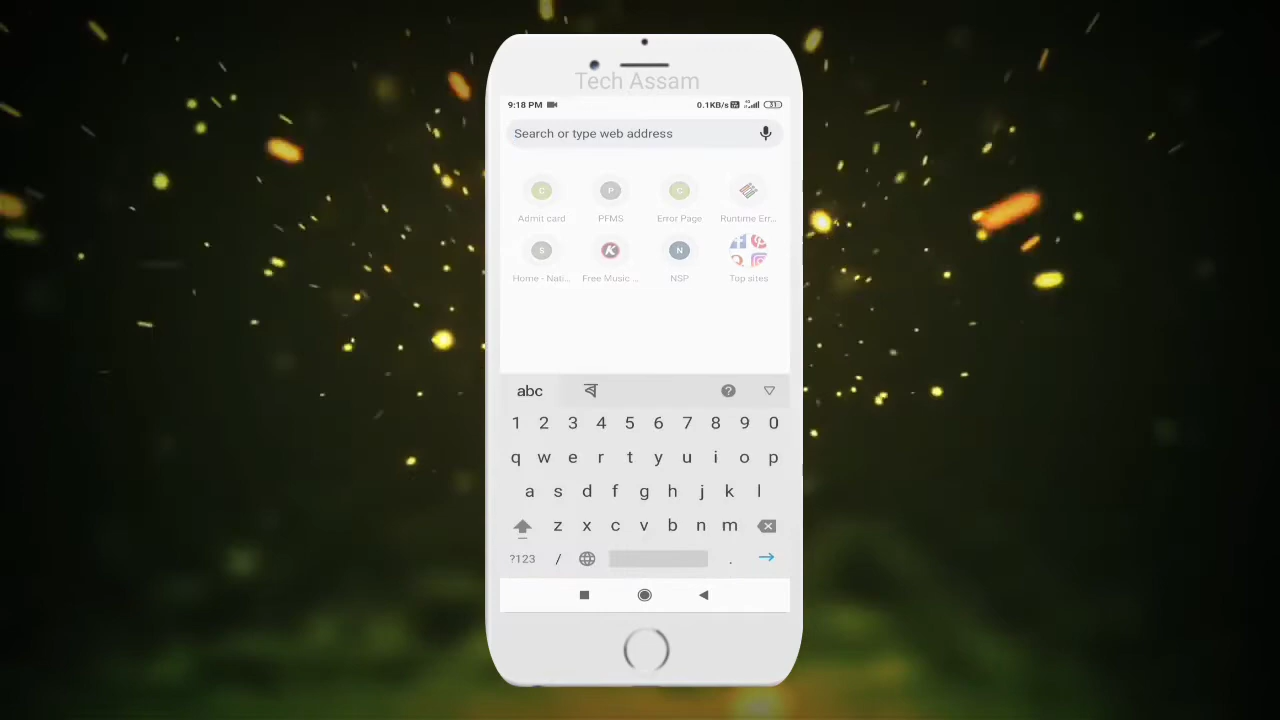 Tech Assam
9:18 PM 0.1KB/s 4G 31
Search or type web address
C P C
Admit card PFMS Error Page Runtime Err...
S K N
Home - Nati... Free Music ... NSP Top sites
abc ?
1 2 3 4 5 6 7 8 9 0
q w e r t y u i o p
a s d f g h j k l
z x c v b n m
?123 / .